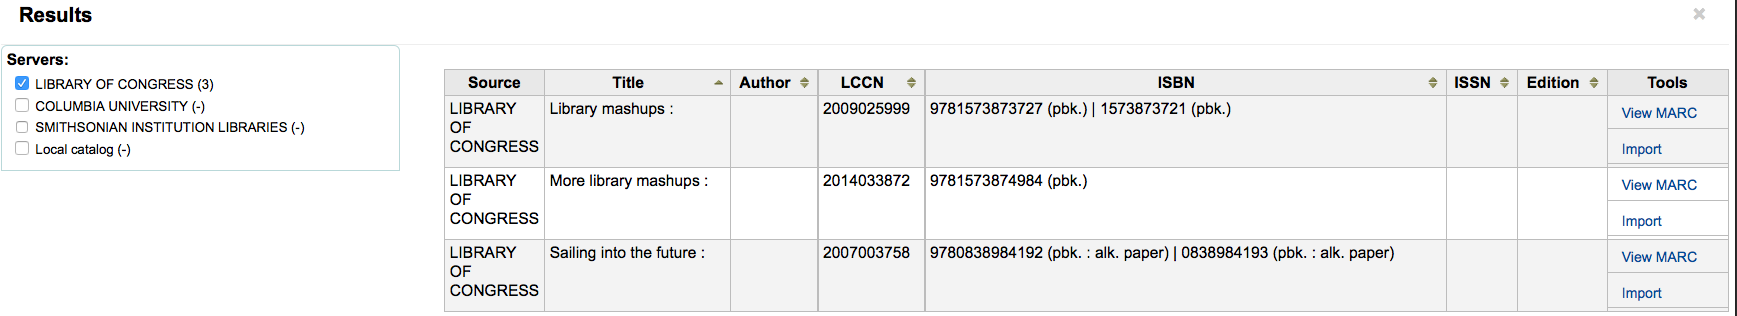 Results
Servers:
LIBRARY OF CONGRESS (3)
COLUMBIA UNIVERSITY (-)
SMITHSONIAN INSTITUTION LIBRARIES (-)
Local catalog (-)
Source Title Author LCCN ISBN ISSN Edition Tools
LIBRARY Library mashups : 2009025999 9781573873727 (pbk.) | 1573873721 (pbk.) View MARC
OF
CONGRESS Import
LIBRARY More library mashups : 2014033872 9781573874984 (pbk.) View MARC
OF
CONGRESS Import
LIBRARY Sailing into the future : 2007003758 9780838984192 (pbk. : alk. paper) | 0838984193 (pbk. : alk. paper) View MARC
OF
CONGRESS Import